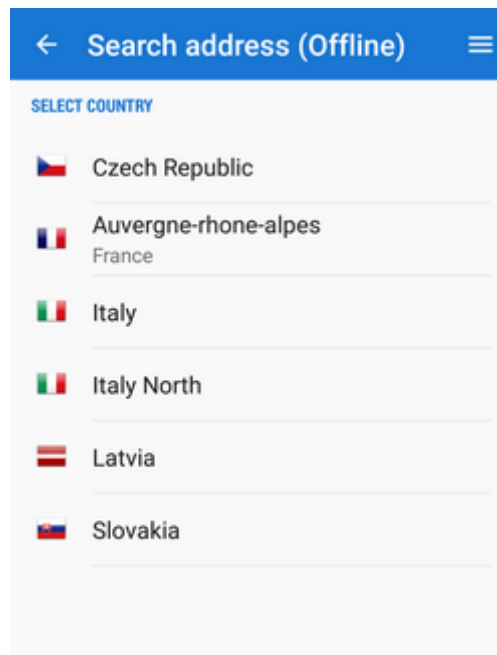 Search address (Offline)
SELECT COUNTRY
Czech Republic
Auvergne-rhone-alpes
France
Italy
Italy North
Latvia
Slovakia